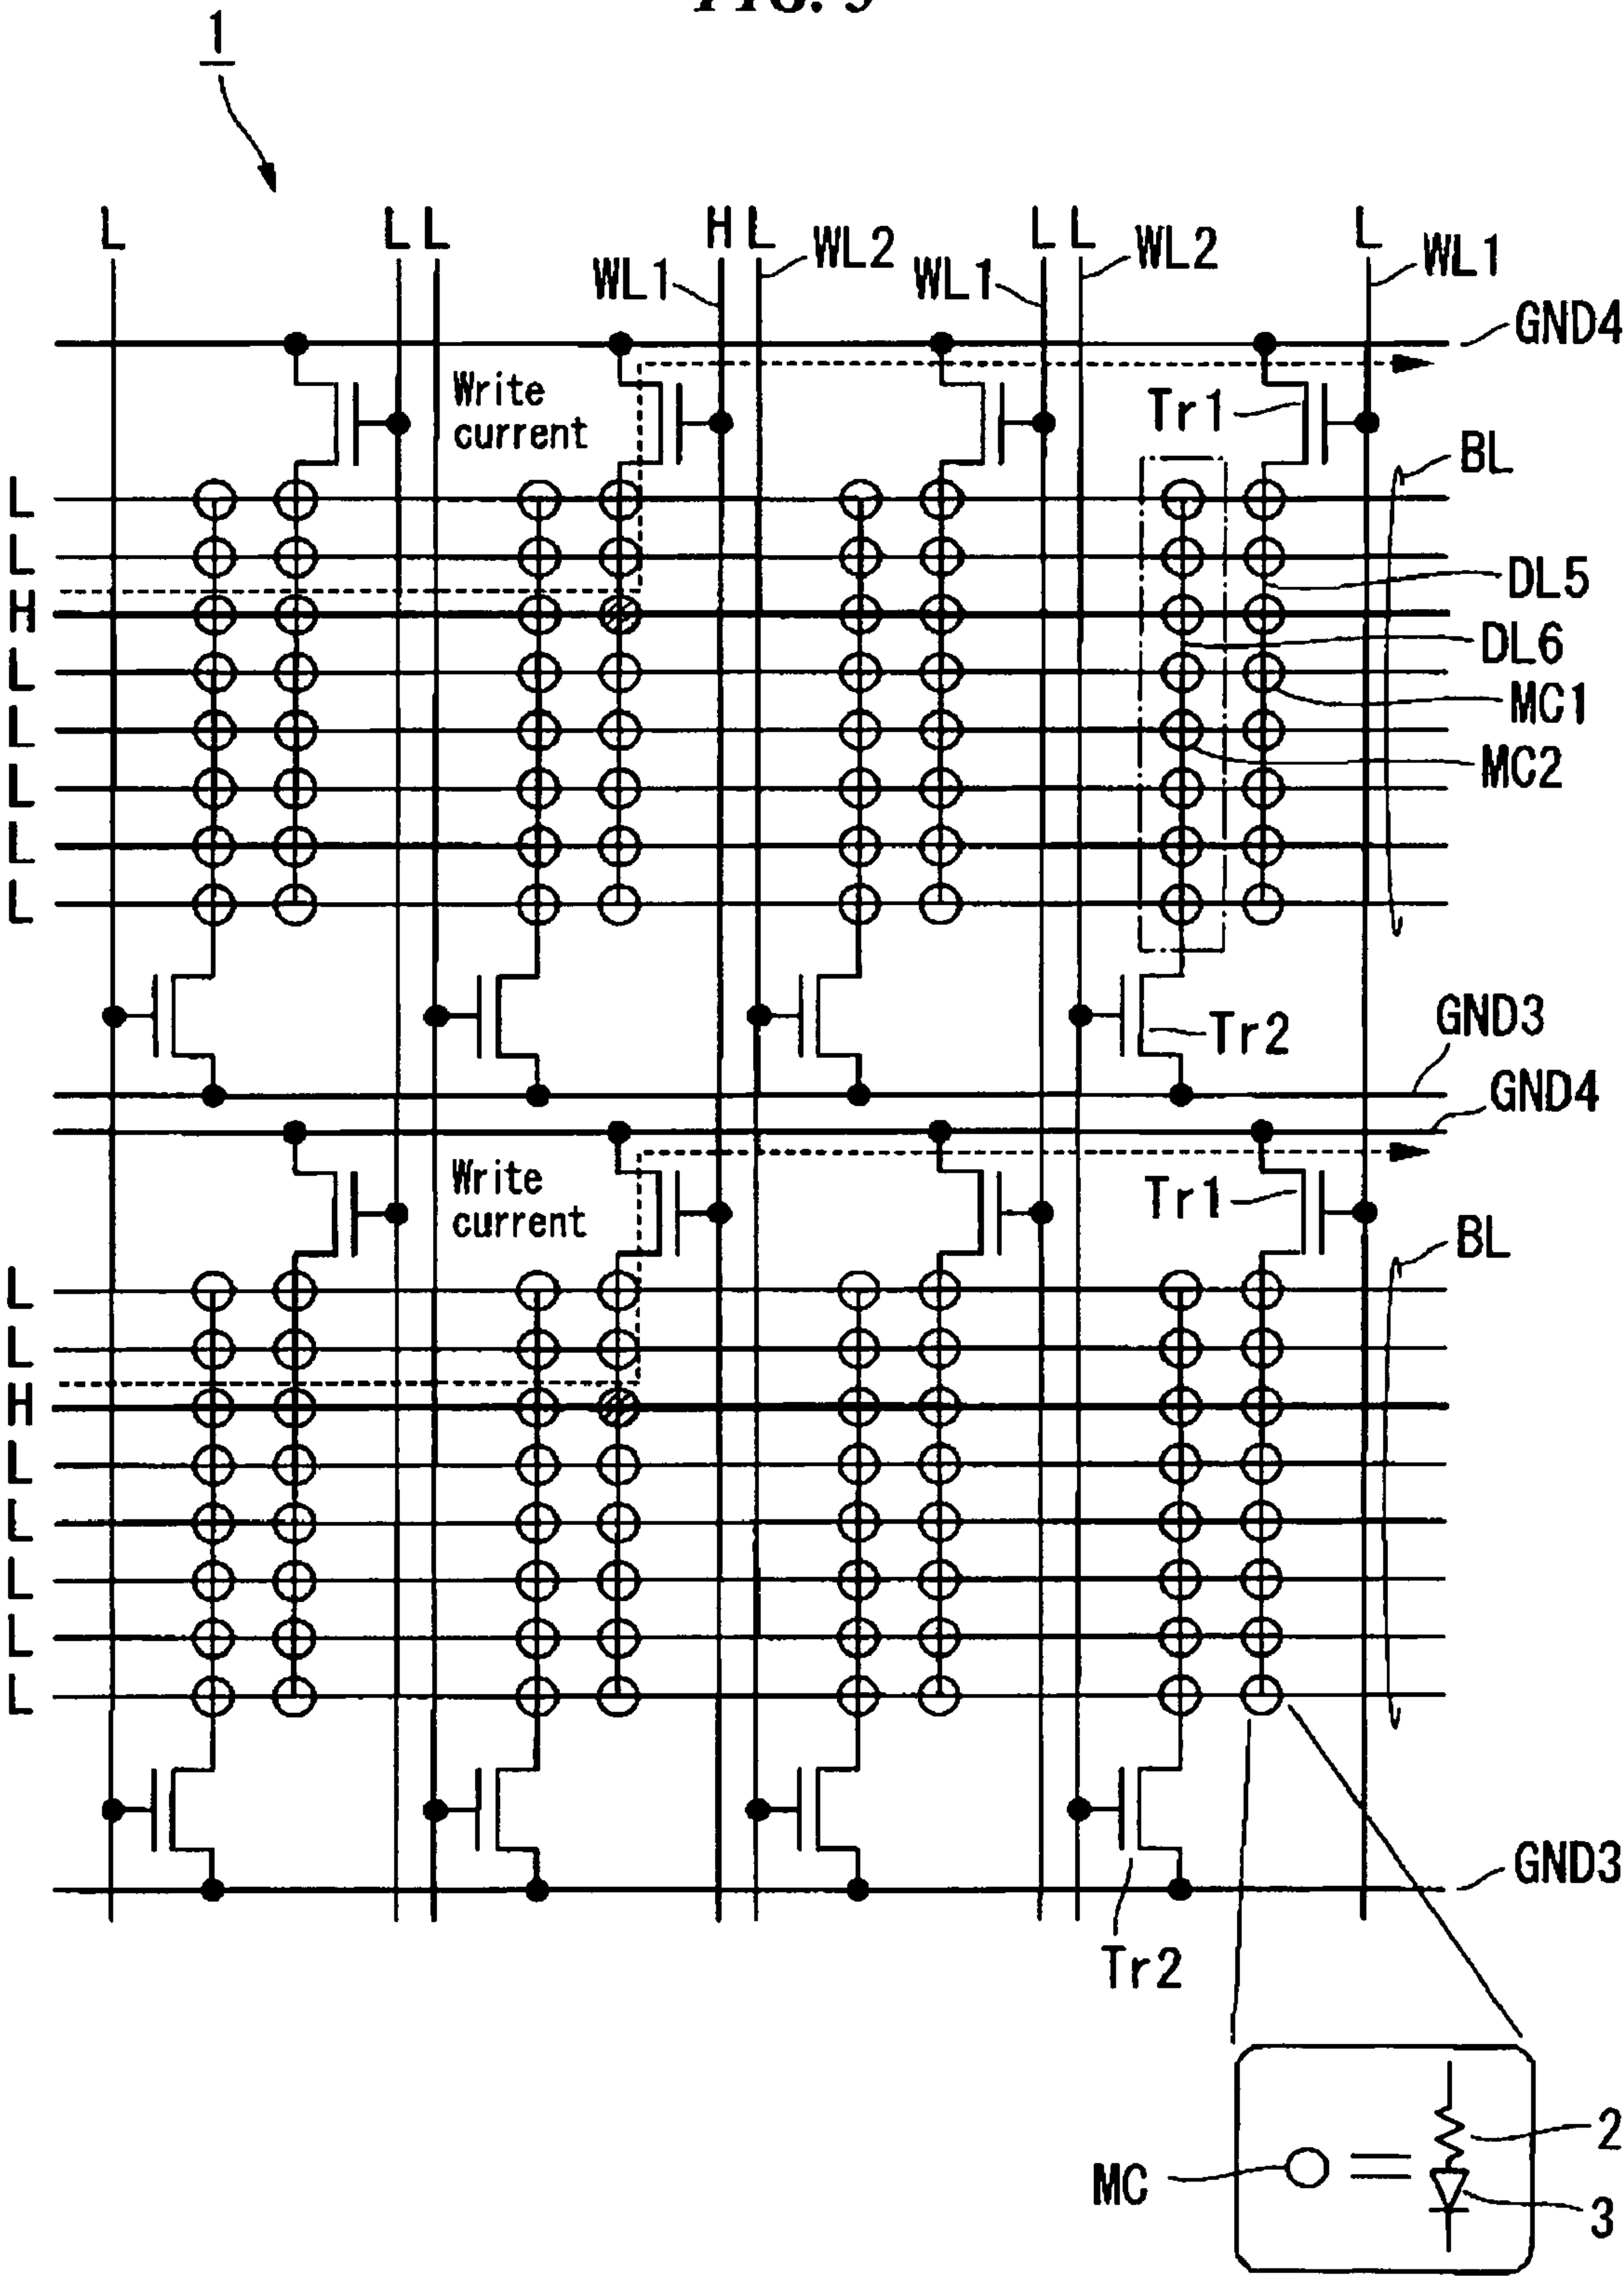 1
L L L H L L L L
WL1 WL2 WL1 WL2 WL1
GND4
Write
current
Tr1
BL
L
L
H
L
L
L
L
L
DL5
DL6
MC1
MC2
Tr2
GND3
GND4
Write
current
Tr1
BL
L
L
H
L
L
L
L
L
GND3
Tr2
MC
2
3